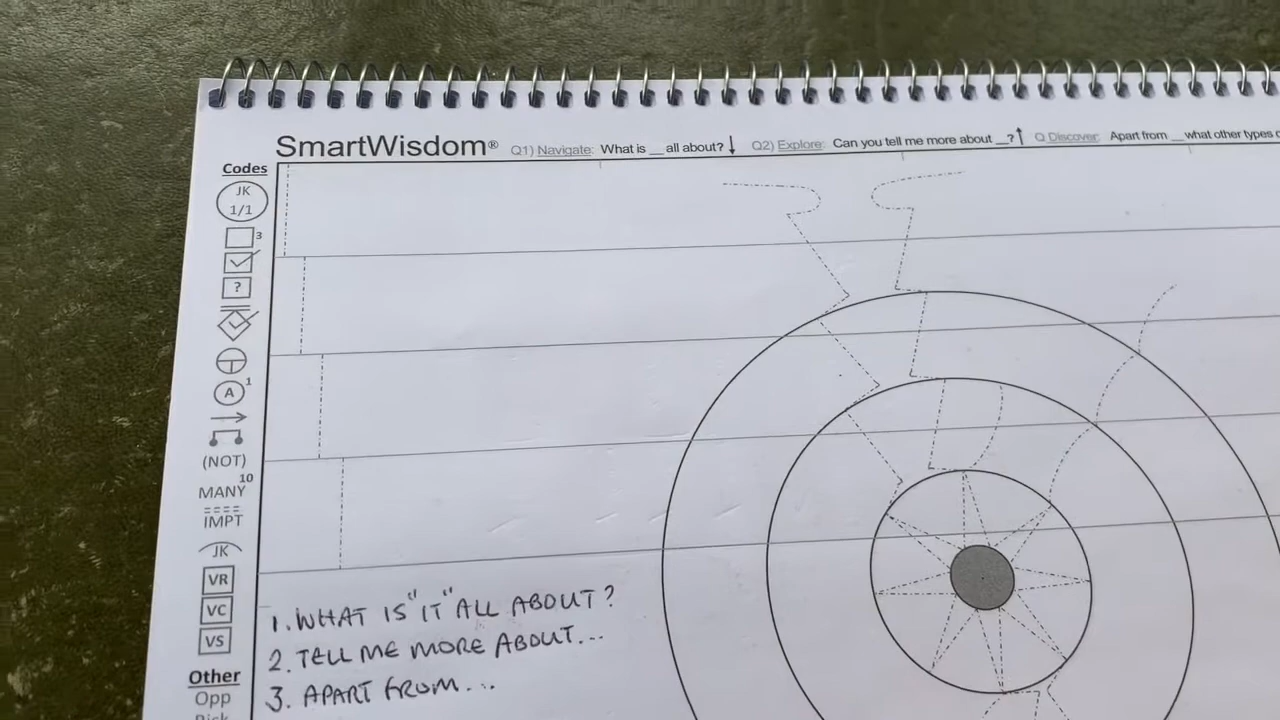 SmartWisdom® Q1) Navigate: What is __ all about?↓ Q2) Explore: Can you tell me more about __?↑ Q Discover: Apart from __ what other types
Codes
JK
1/1
3
?
A 1
(NOT)
MANY 10
IMPT
JK
VR
VC
VS
Other
Opp
1. WHAT IS "IT" ALL ABOUT?
2. TELL ME MORE ABOUT...
3. APART FROM...